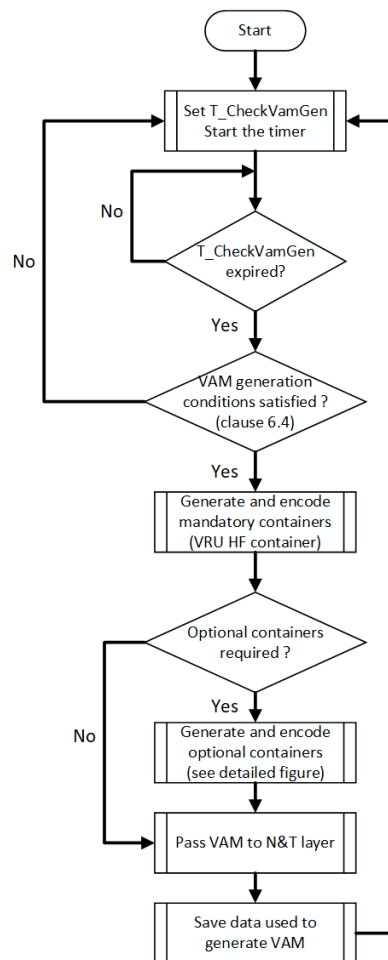 Start
Set T_CheckVamGen
Start the timer
No
T_CheckVamGen
expired?
No
Yes
VAM generation
conditions satisfied ?
(clause 6.4)
Yes
Generate and encode
mandatory containers
(VRU HF container)
Optional containers
required ?
Yes
No
Generate and encode
optional containers
(see detailed figure)
Pass VAM to N&T layer
Save data used to
generate VAM